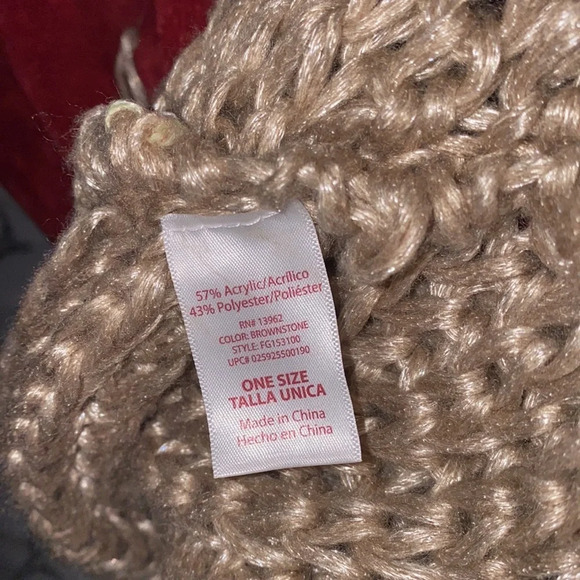 57% Acrylic/Acrílico
43% Polyester/Poliéster
RN# 13962
COLOR: BROWNSTONE
STYLE: FG153100
UPC# 025925500190
ONE SIZE
TALLA UNICA
Made in China
Hecho en China